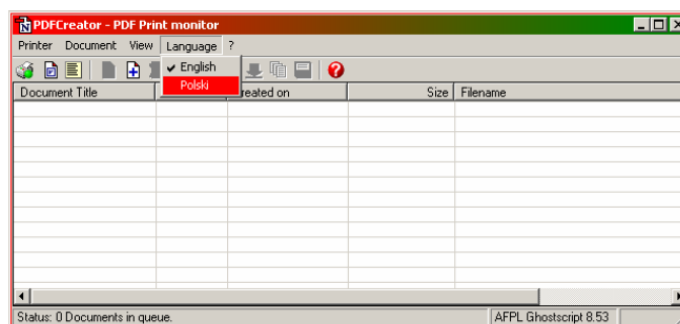 PDFCreator - PDF Print monitor
Printer Document View Language ?
English
Polski
Document Title reated on Size Filename
Status: 0 Documents in queue. AFPL Ghostscript 8.53